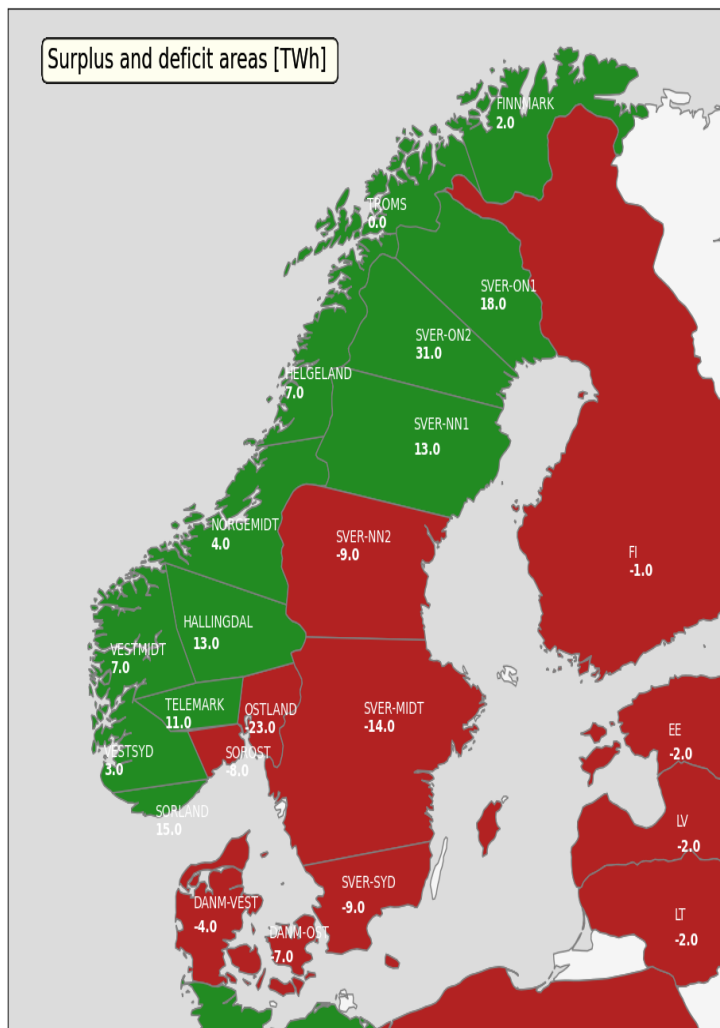 Surplus and deficit areas [TWh]
FINNMARK
2.0
TROMS
0.0
SVER-ON1
18.0
SVER-ON2
31.0
HELGELAND
7.0
SVER-NN1
13.0
NORGEMIDT
4.0
SVER-NN2
-9.0
FI
-1.0
HALLINGDAL
13.0
VESTMIDT
7.0
TELEMARK
11.0
OSTLAND
-23.0
SVER-MIDT
-14.0
VESTSYD
3.0
SOROST
-8.0
EE
-2.0
SORLAND
15.0
LV
-2.0
SVER-SYD
-9.0
DANM-VEST
-4.0
DANM-OST
-7.0
LT
-2.0